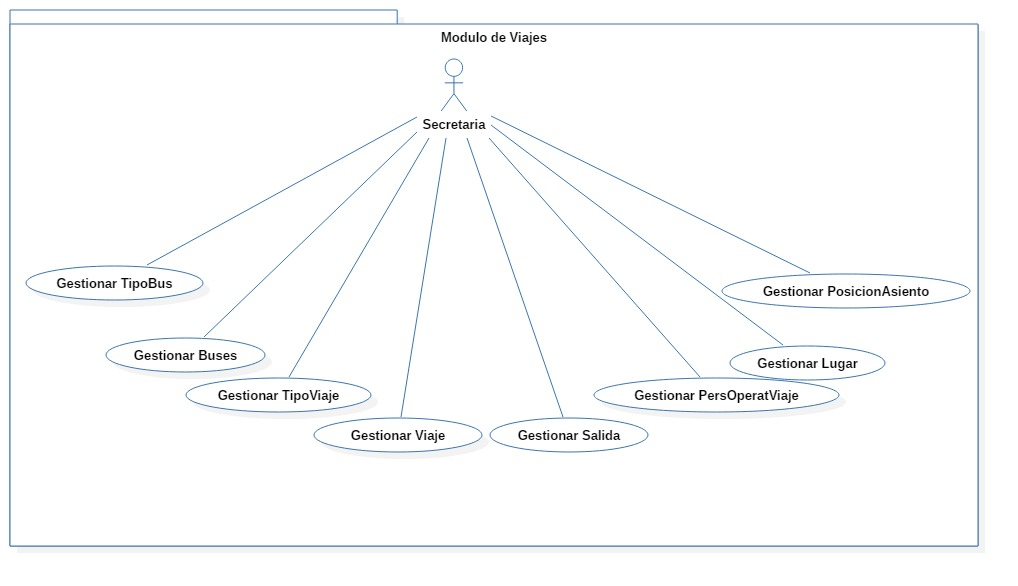 Modulo de Viajes
Secretaria
Gestionar TipoBus
Gestionar PosicionAsiento
Gestionar Buses
Gestionar Lugar
Gestionar TipoViaje
Gestionar PersOperatViaje
Gestionar Viaje
Gestionar Salida